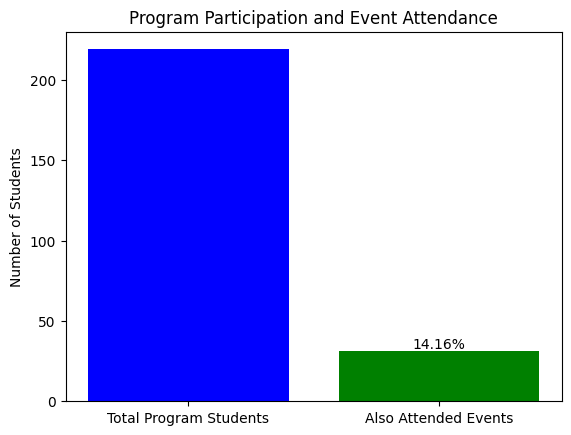 Program Participation and Event Attendance
Number of Students
200
150
100
50
0
14.16%
Total Program Students
Also Attended Events